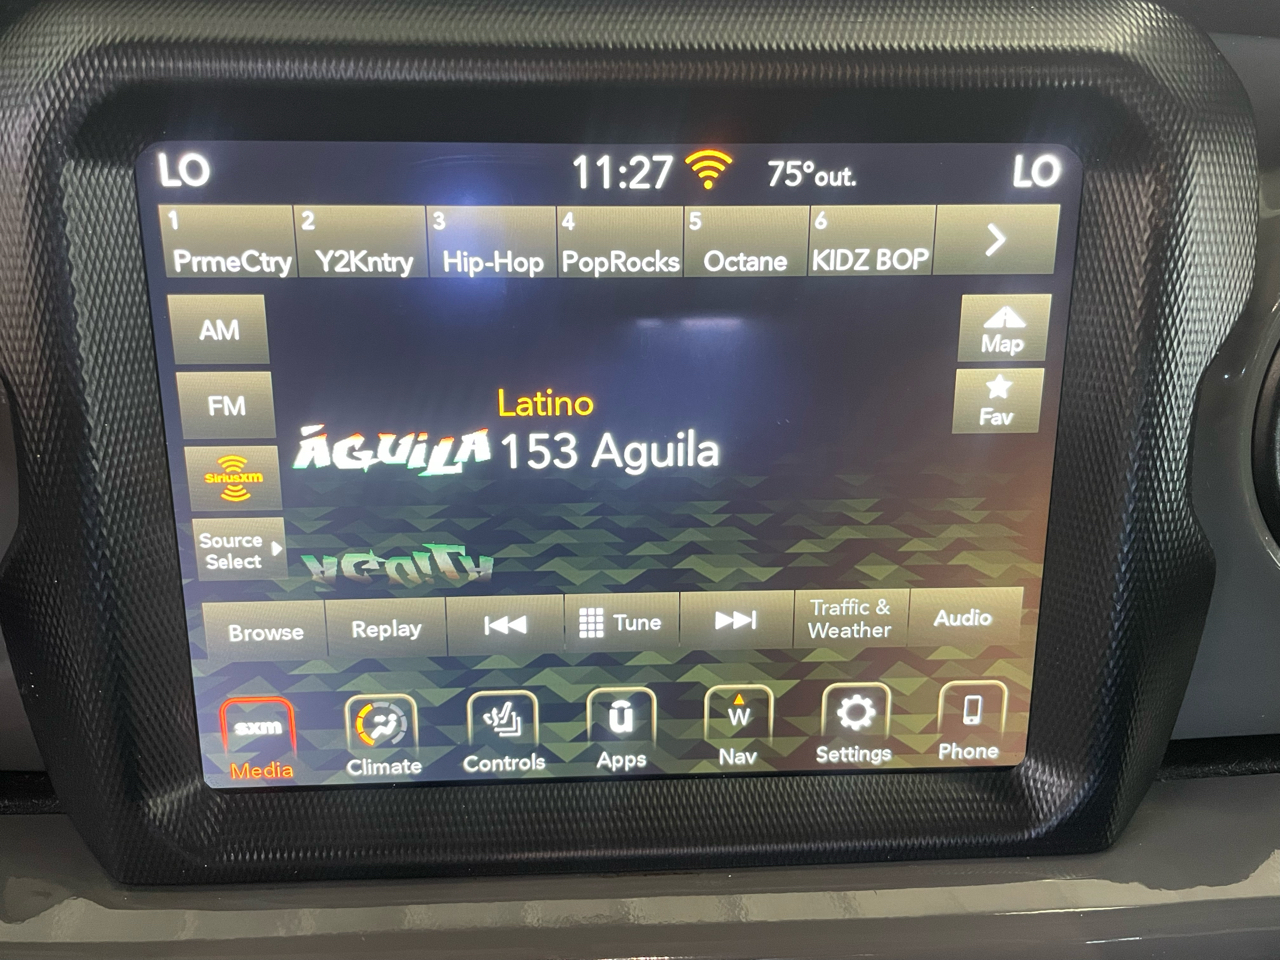 LO 11:27 75°out. LO
1 2 3 4 5 6
PrmeCtry Y2Kntry Hip-Hop PopRocks Octane KIDZ BOP
AM
Map
FM
Fav
Latino
ÁGUiLA 153 Aguila
SiriusXm
Source
Select
Browse Replay Tune Traffic & Weather Audio
sxm
W
Media Climate Controls Apps Nav Settings Phone